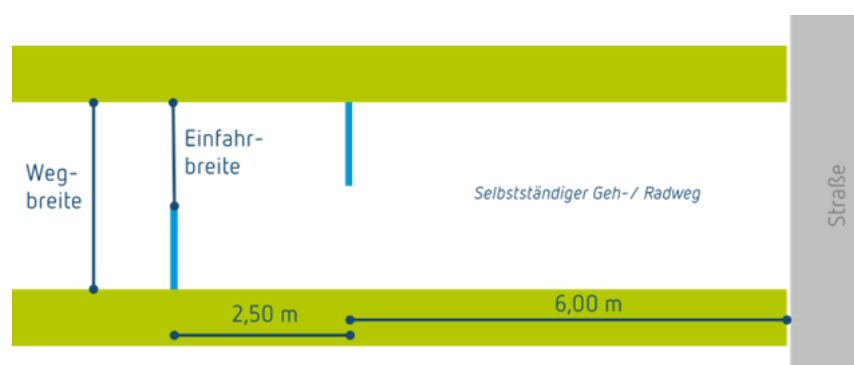 Einfahr-
breite
Weg-
breite
Selbstständiger Geh-/ Radweg
Straße
2,50 m
6,00 m